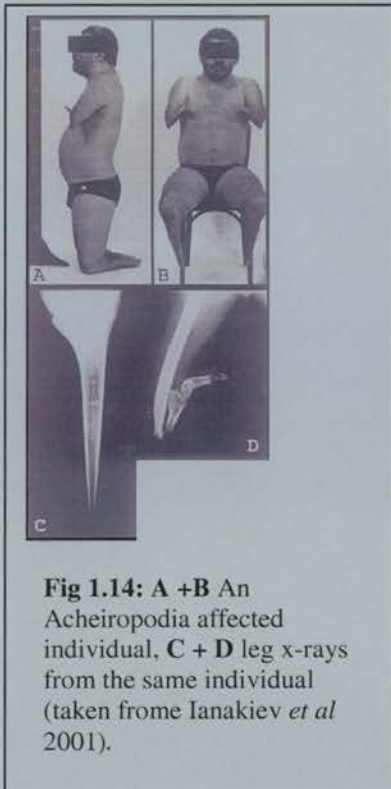 A
B
C
D
Fig 1.14: A +B An
Acheiropodia affected
individual, C + D leg x-rays
from the same individual
(taken frome Ianakiev et al
2001).